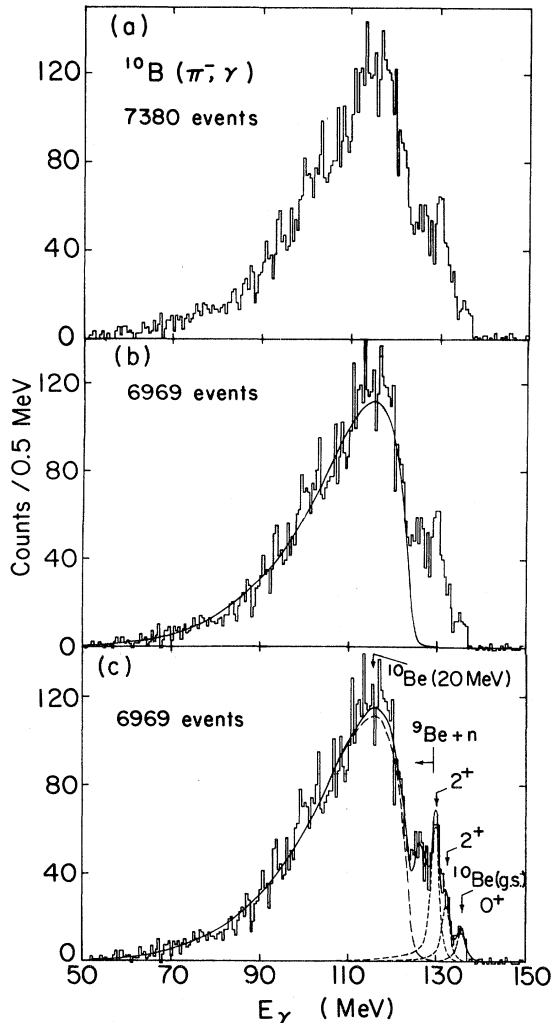 (a)
¹⁰B (π⁻, γ)
7380 events
120
80
40
0
(b)
6969 events
120
80
40
0
Counts / 0.5 MeV
(c)
6969 events
¹⁰Be (20 MeV)
⁹Be + n
2⁺
2⁺
¹⁰Be (g.s.)
0⁺
120
80
40
0
50 70 90 110 130 150
E_γ (MeV)